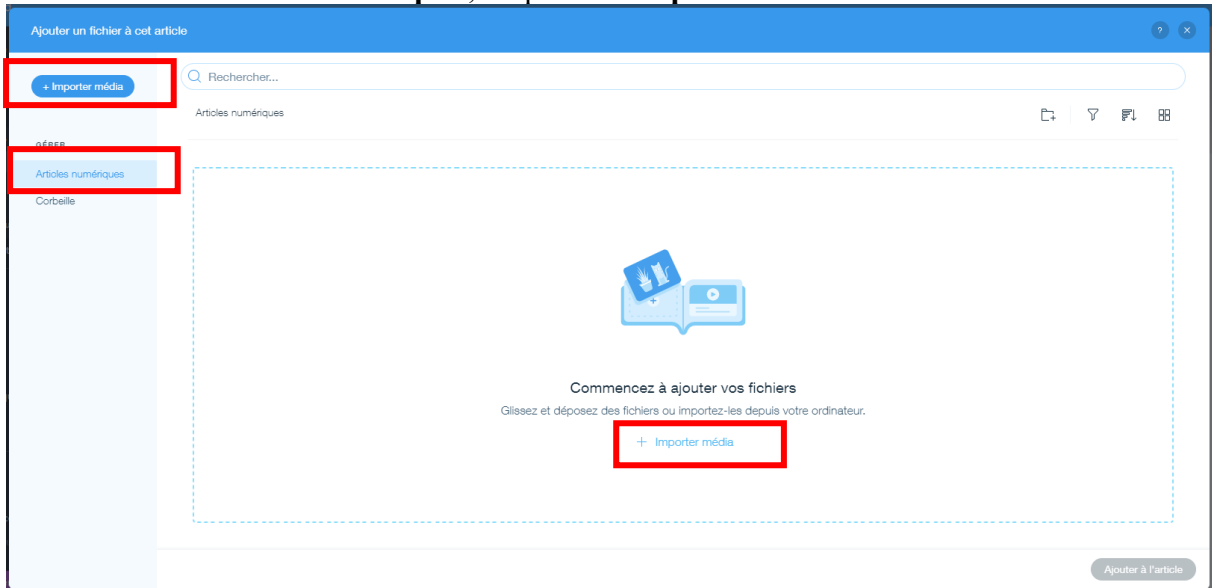 Ajouter un fichier à cet article
?
+ Importer média
Rechercher...
Articles numériques
GÉRER
Articles numériques
Corbeille
Commencez à ajouter vos fichiers
Glissez et déposez des fichiers ou importez-les depuis votre ordinateur.
+ Importer média
Ajouter à l'article